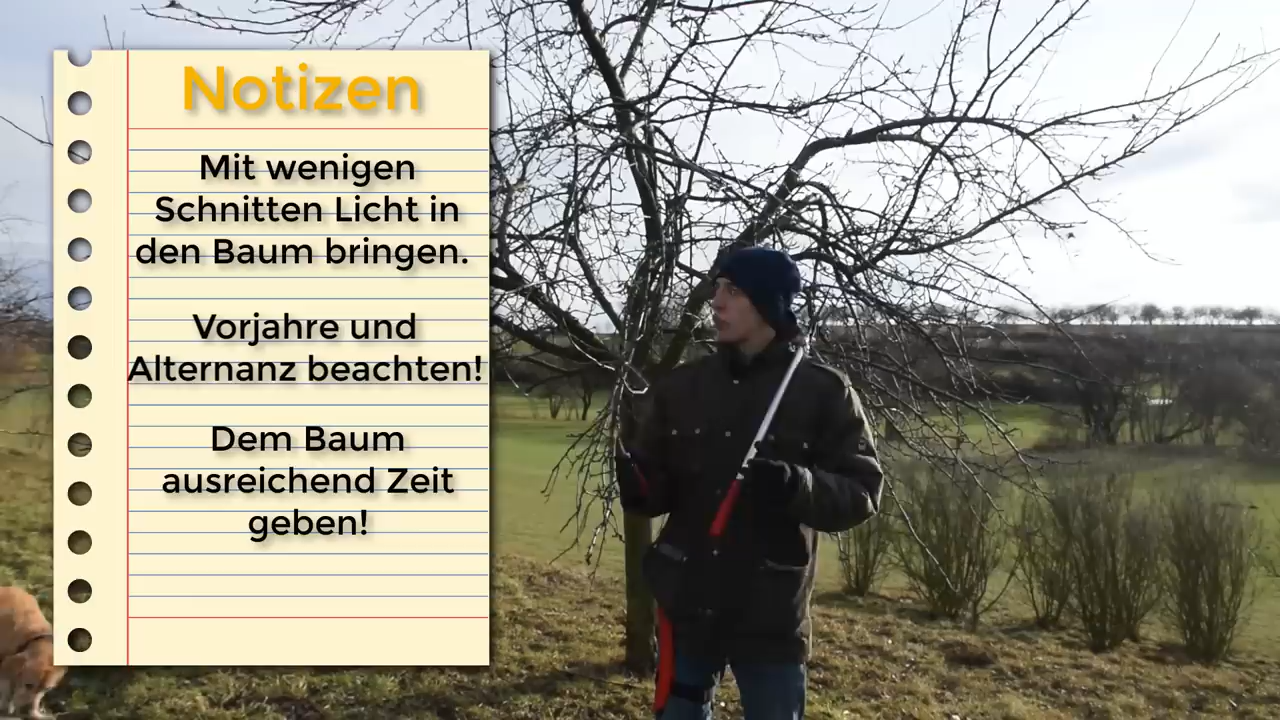 Notizen
Mit wenigen
Schnitten Licht in
den Baum bringen.
Vorjahre und
Alternanz beachten!
Dem Baum
ausreichend Zeit
geben!